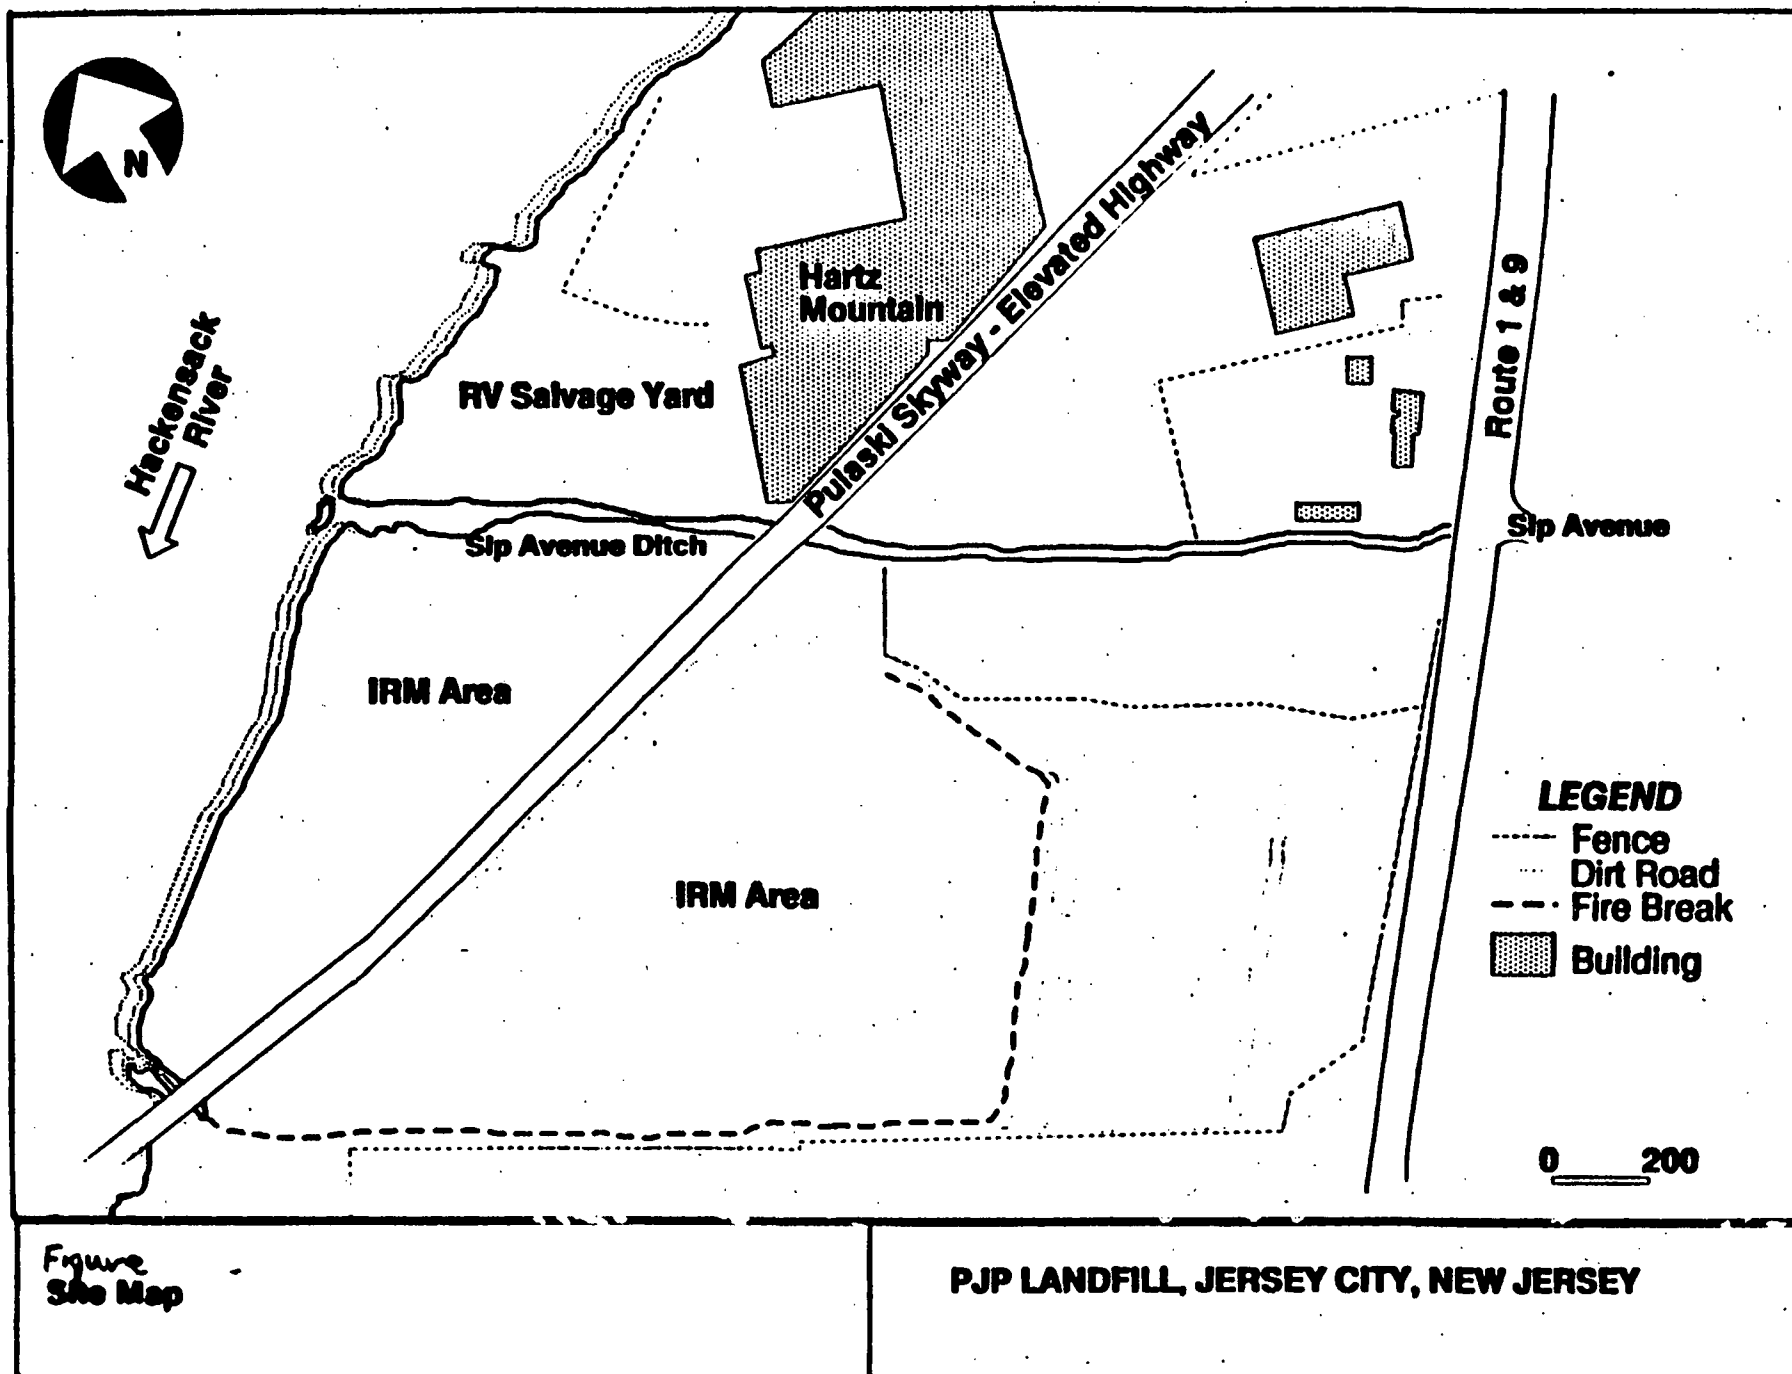 N
Hartz
Mountain
Pulaski Skyway - Elevated Highway
Route 1 & 9
Hackensack
River
RV Salvage Yard
Sip Avenue
Sip Avenue Ditch
IRM Area
IRM Area
LEGEND
Fence
Dirt Road
Fire Break
Building
0 200
Figure
Site Map
PJP LANDFILL, JERSEY CITY, NEW JERSEY